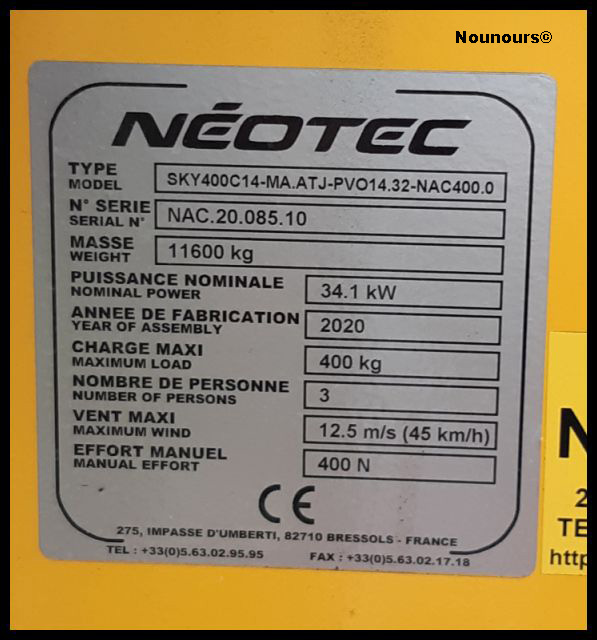 Nounours©
NÉOTEC
TYPE
MODEL
SKY400C14-MA.ATJ-PVO14.32-NAC400.0
N° SERIE
SERIAL N°
NAC.20.085.10
MASSE
WEIGHT
11600 kg
PUISSANCE NOMINALE
NOMINAL POWER
34.1 kW
ANNEE DE FABRICATION
YEAR OF ASSEMBLY
2020
CHARGE MAXI
MAXIMUM LOAD
400 kg
NOMBRE DE PERSONNE
NUMBER OF PERSONS
3
VENT MAXI
MAXIMUM WIND
12.5 m/s (45 km/h)
EFFORT MANUEL
MANUAL EFFORT
400 N
CE
275, IMPASSE D'UMBERTI, 82710 BRESSOLS - FRANCE
TEL : +33(0)5.63.02.95.95 FAX : +33(0)5.63.02.17.18
N
2
TE
http